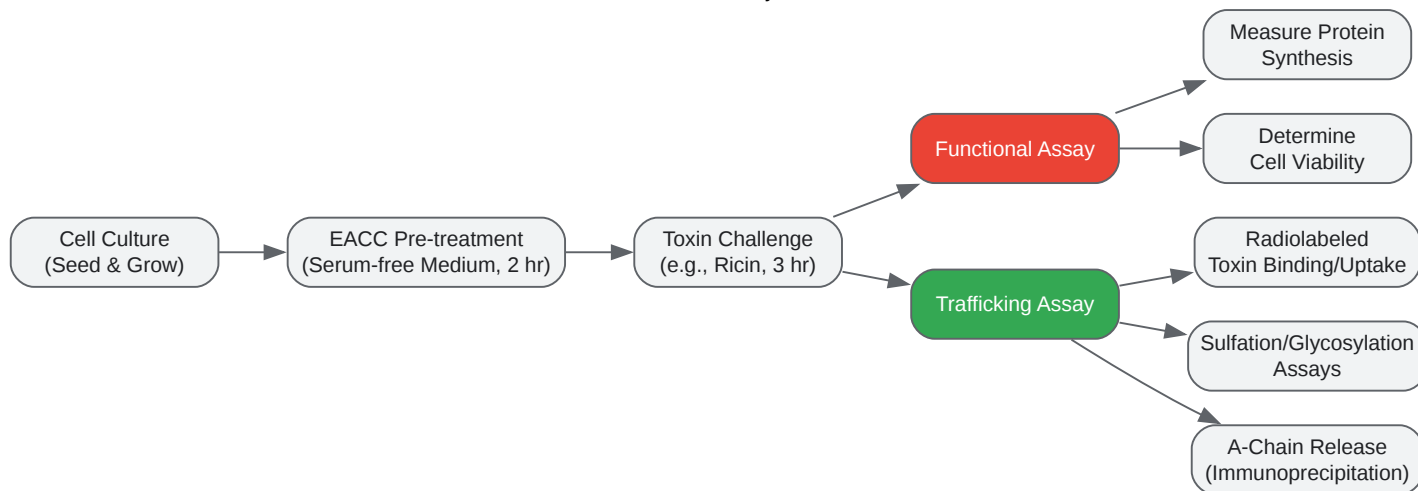 Cell Culture
(Seed & Grow)
EACC Pre-treatment
(Serum-free Medium, 2 hr)
Toxin Challenge
(e.g., Ricin, 3 hr)
Functional Assay
Trafficking Assay
Measure Protein
Synthesis
Determine
Cell Viability
Radiolabeled
Toxin Binding/Uptake
Sulfation/Glycosylation
Assays
A-Chain Release
(Immunoprecipitation)